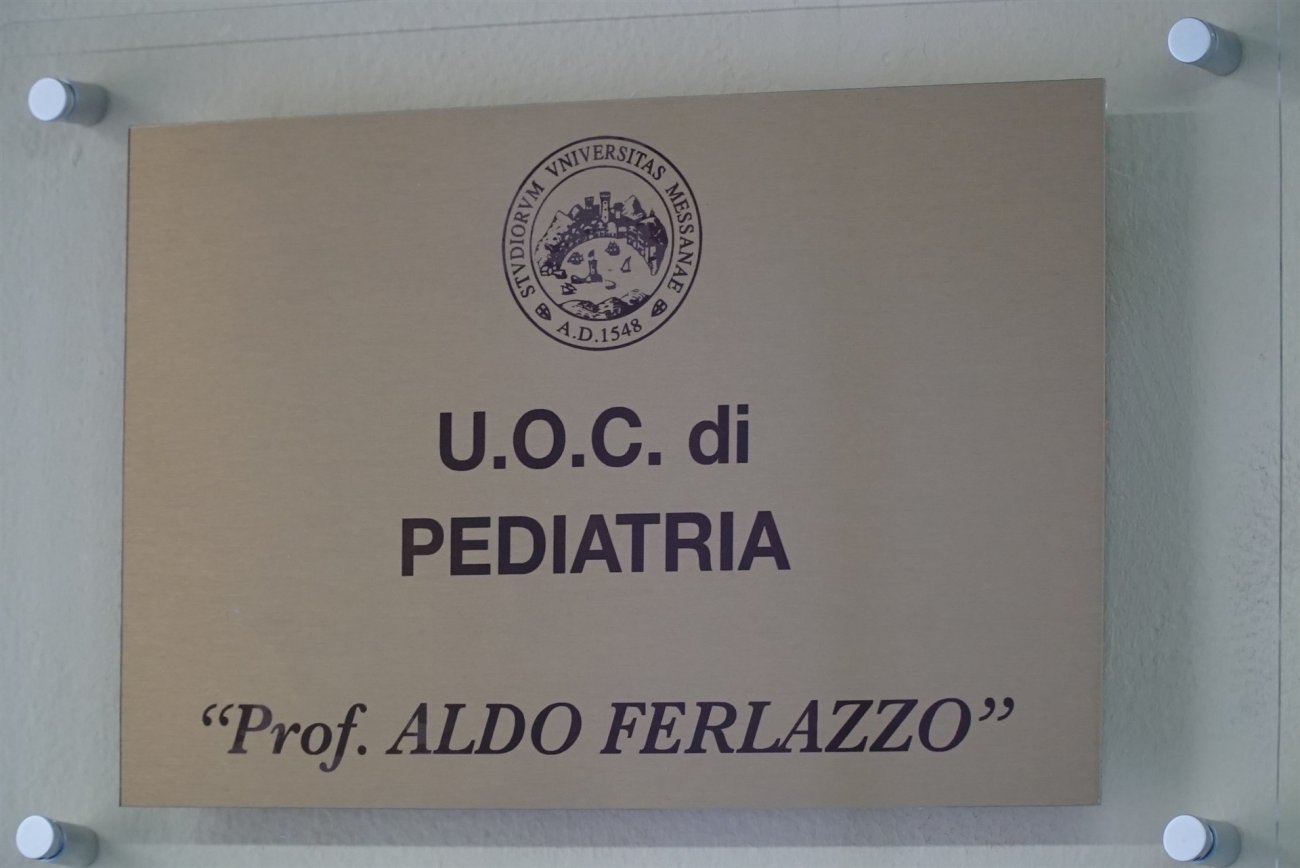 STVDIORVM VNIVERSITAS MESSANAE
A.D.1548
U.O.C. di
PEDIATRIA
“Prof. ALDO FERLAZZO”